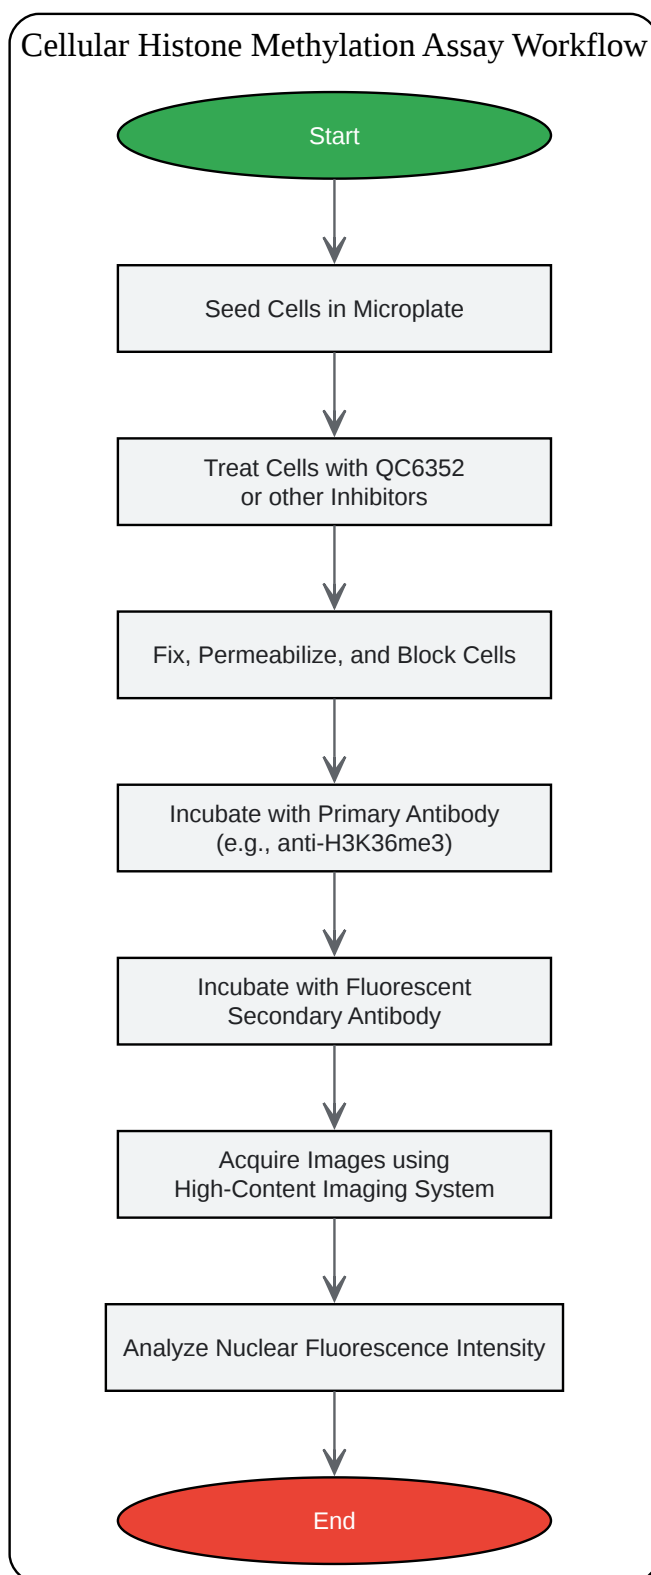 Cellular Histone Methylation Assay Workflow
Start
Seed Cells in Microplate
Treat Cells with QC6352
or other Inhibitors
Fix, Permeabilize, and Block Cells
Incubate with Primary Antibody
(e.g., anti-H3K36me3)
Incubate with Fluorescent
Secondary Antibody
Acquire Images using
High-Content Imaging System
Analyze Nuclear Fluorescence Intensity
End